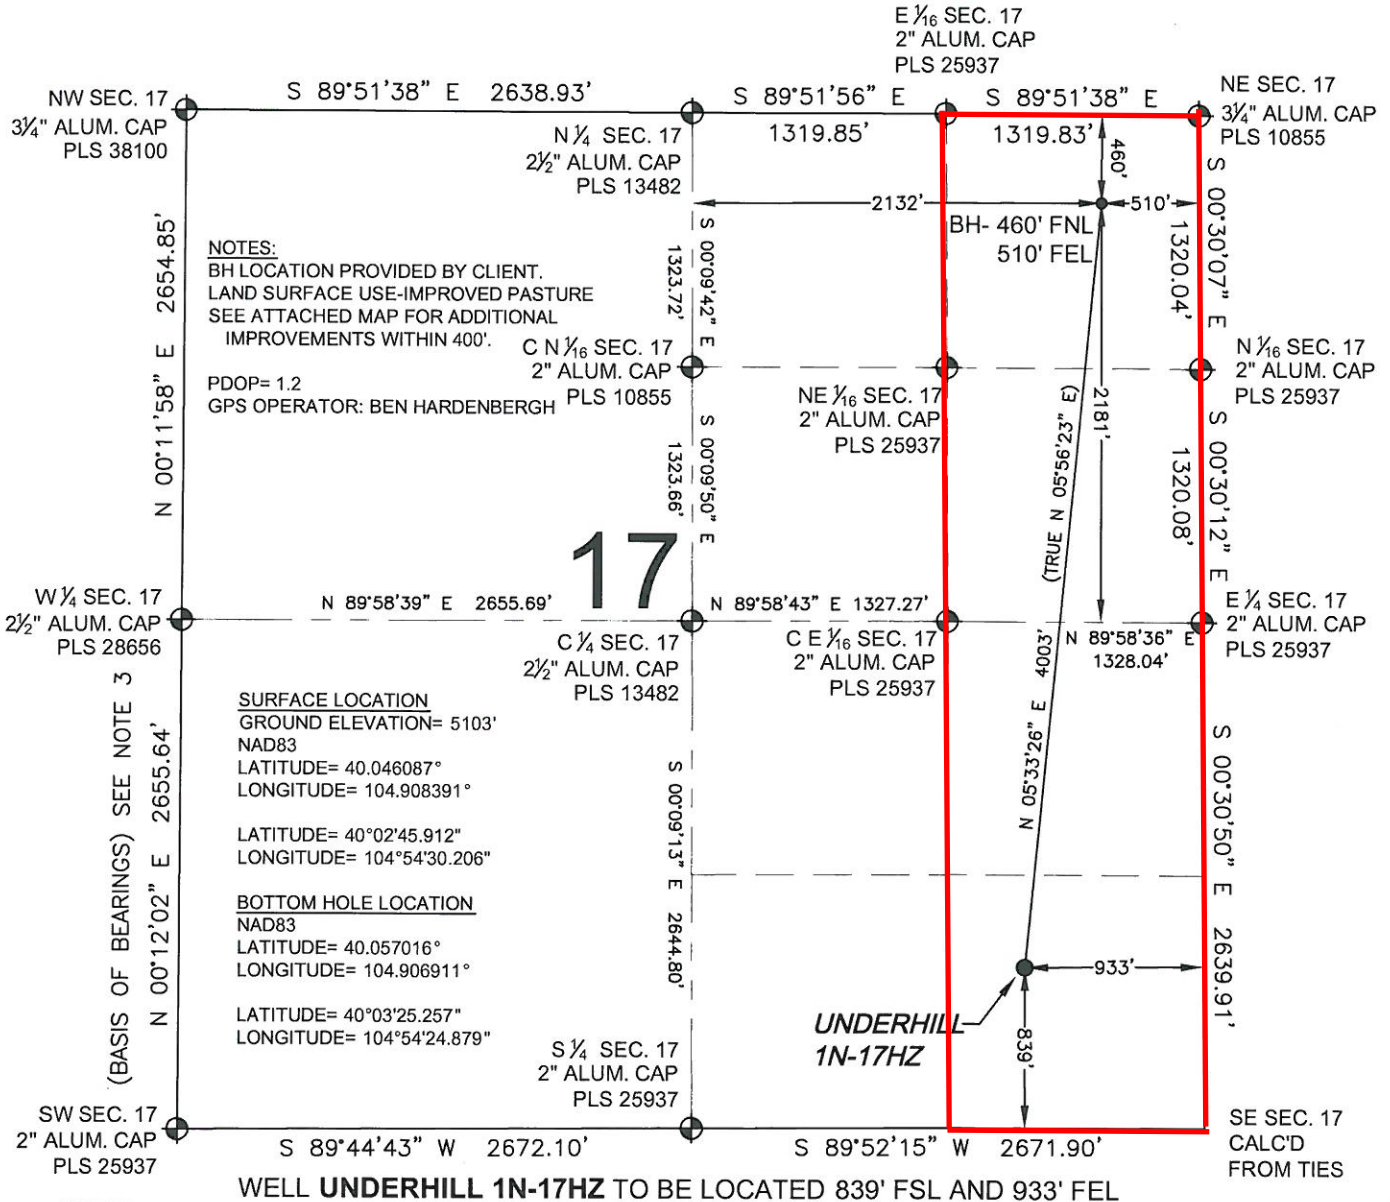 E 1/16 SEC. 17
2" ALUM. CAP
PLS 25937
NW SEC. 17
3¼" ALUM. CAP
PLS 38100
S 89°51'38" E 2638.93'
S 89°51'56" E
1319.85'
S 89°51'38" E
1319.83'
NE SEC. 17
3¼" ALUM. CAP
PLS 10855
N ¼ SEC. 17
2½" ALUM. CAP
PLS 13482
460'
2132'
510'
BH- 460' FNL
510' FEL
S 00°30'07" E
1320.04'
N 00°11'58" E 2654.85'
NOTES:
BH LOCATION PROVIDED BY CLIENT.
LAND SURFACE USE-IMPROVED PASTURE
SEE ATTACHED MAP FOR ADDITIONAL
IMPROVEMENTS WITHIN 400'.
PDOP= 1.2
GPS OPERATOR: BEN HARDENBERGH
S 00°09'42" E
1323.72'
C N 1/16 SEC. 17
2" ALUM. CAP
PLS 10855
NE 1/16 SEC. 17
2" ALUM. CAP
PLS 25937
N 1/16 SEC. 17
2" ALUM. CAP
PLS 25937
S 00°09'50" E
1323.66'
(TRUE N 05°56'23" E)
2181'
S 00°30'12" E
1320.08'
17
W ¼ SEC. 17
2½" ALUM. CAP
PLS 28656
N 89°58'39" E 2655.69'
N 89°58'43" E 1327.27'
C ¼ SEC. 17
2½" ALUM. CAP
PLS 13482
C E 1/16 SEC. 17
2" ALUM. CAP
PLS 25937
N 89°58'36" E
1328.04'
E ¼ SEC. 17
2" ALUM. CAP
PLS 25937
N 05°33'26" E 4003'
(BASIS OF BEARINGS) SEE NOTE 3
N 00°12'02" E 2655.64'
SURFACE LOCATION
GROUND ELEVATION= 5103'
NAD83
LATITUDE= 40.046087°
LONGITUDE= 104.908391°
LATITUDE= 40°02'45.912"
LONGITUDE= 104°54'30.206"
BOTTOM HOLE LOCATION
NAD83
LATITUDE= 40.057016°
LONGITUDE= 104.906911°
LATITUDE= 40°03'25.257"
LONGITUDE= 104°54'24.879"
S 00°09'13" E 2644.80'
S 00°30'50" E 2639.91'
933'
839'
UNDERHILL
1N-17HZ
S ¼ SEC. 17
2" ALUM. CAP
PLS 25937
SW SEC. 17
2" ALUM. CAP
PLS 25937
S 89°44'43" W 2672.10'
S 89°52'15" W 2671.90'
SE SEC. 17
CALC'D
FROM TIES
WELL UNDERHILL 1N-17HZ TO BE LOCATED 839' FSL AND 933' FEL